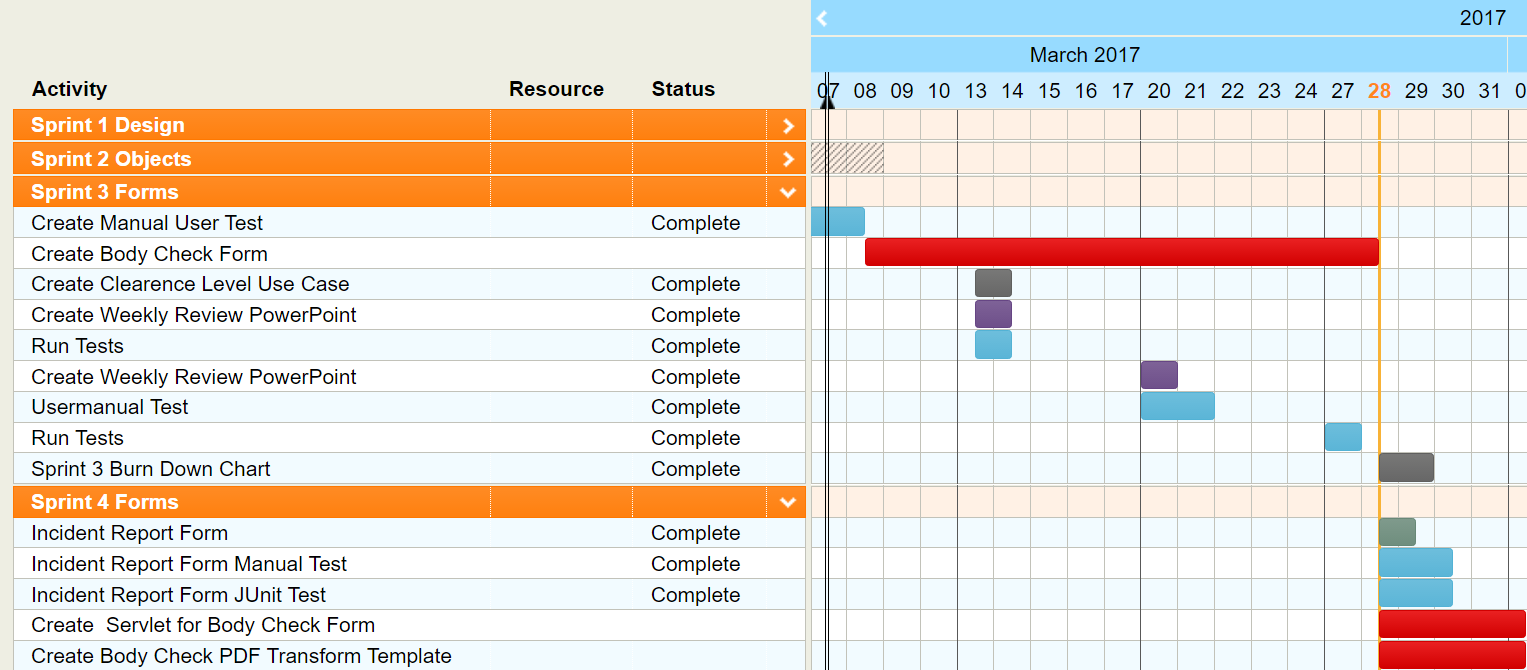 2017
March 2017
Activity Resource Status 07 08 09 10 13 14 15 16 17 20 21 22 23 24 27 28 29 30 31 0
Sprint 1 Design
Sprint 2 Objects
Sprint 3 Forms
Create Manual User Test Complete
Create Body Check Form
Create Clearence Level Use Case Complete
Create Weekly Review PowerPoint Complete
Run Tests Complete
Create Weekly Review PowerPoint Complete
Usermanual Test Complete
Run Tests Complete
Sprint 3 Burn Down Chart Complete
Sprint 4 Forms
Incident Report Form Complete
Incident Report Form Manual Test Complete
Incident Report Form JUnit Test Complete
Create  Servlet for Body Check Form
Create Body Check PDF Transform Template